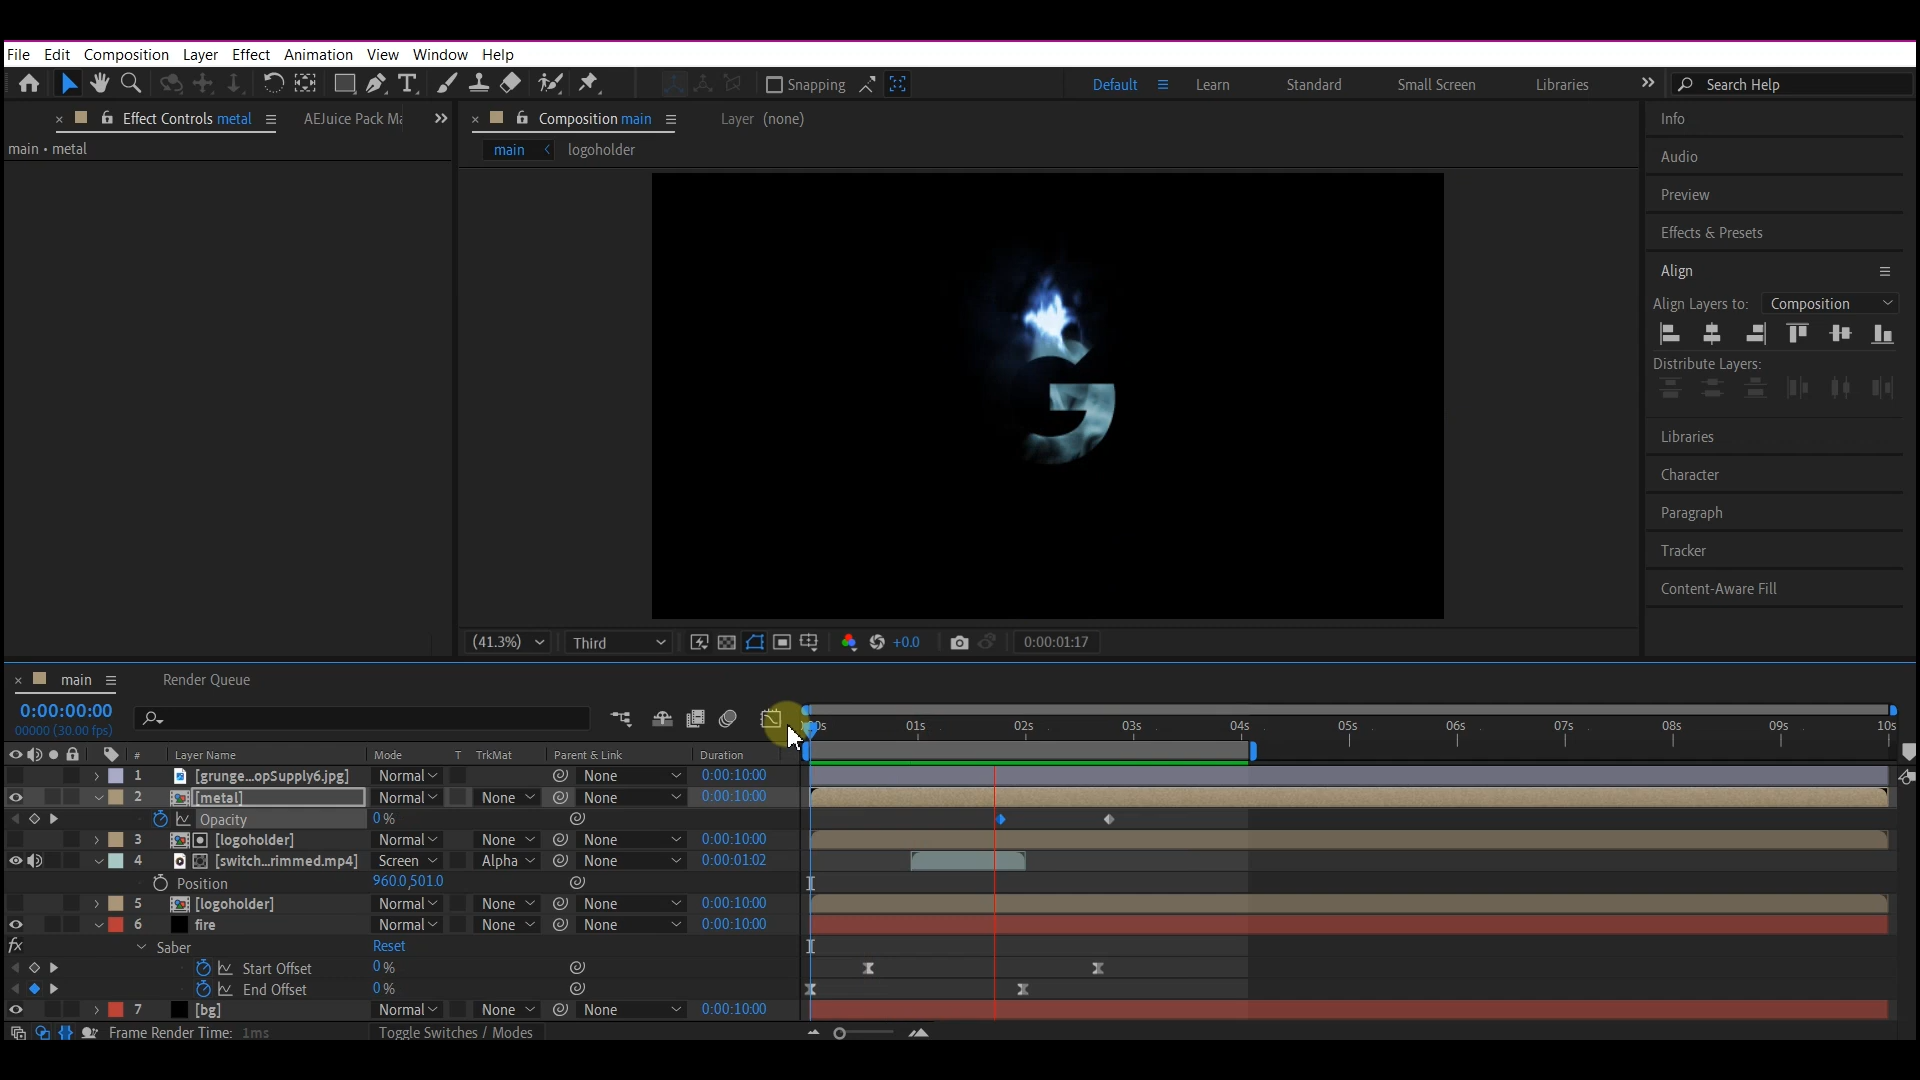 File Edit Composition Layer Effect Animation View Window Help
Snapping Default Learn Standard Small Screen Libraries Search Help
Effect Controls metal AEJuice Pack Ma Composition main Layer (none)
main • metal
main logoholder
G
Info
Audio
Preview
Effects & Presets
Align
Align Layers to: Composition
Distribute Layers:
Libraries
Character
Paragraph
Tracker
Content-Aware Fill
(41.3%) Third +0.0 0:00:01:17
main Render Queue
0:00:00:00
00000 (30.00 fps)
01s 02s 03s 04s 05s 06s 07s 08s 09s 10s
# Layer Name Mode T TrkMat Parent & Link Duration
1 [grunge...opSupply6.jpg] Normal None 0:00:10:00
2 [metal] Normal None None 0:00:10:00
Opacity 0 %
3 [logoholder] Normal None None 0:00:10:00
4 [switch...rimmed.mp4] Screen Alpha None 0:00:01:02
Position 960.0,501.0
5 [logoholder] Normal None None 0:00:10:00
6 fire Normal None None 0:00:10:00
fx Saber Reset
Start Offset 0 %
End Offset 0 %
7 [bg] Normal None None 0:00:10:00
Frame Render Time: 1ms Toggle Switches / Modes